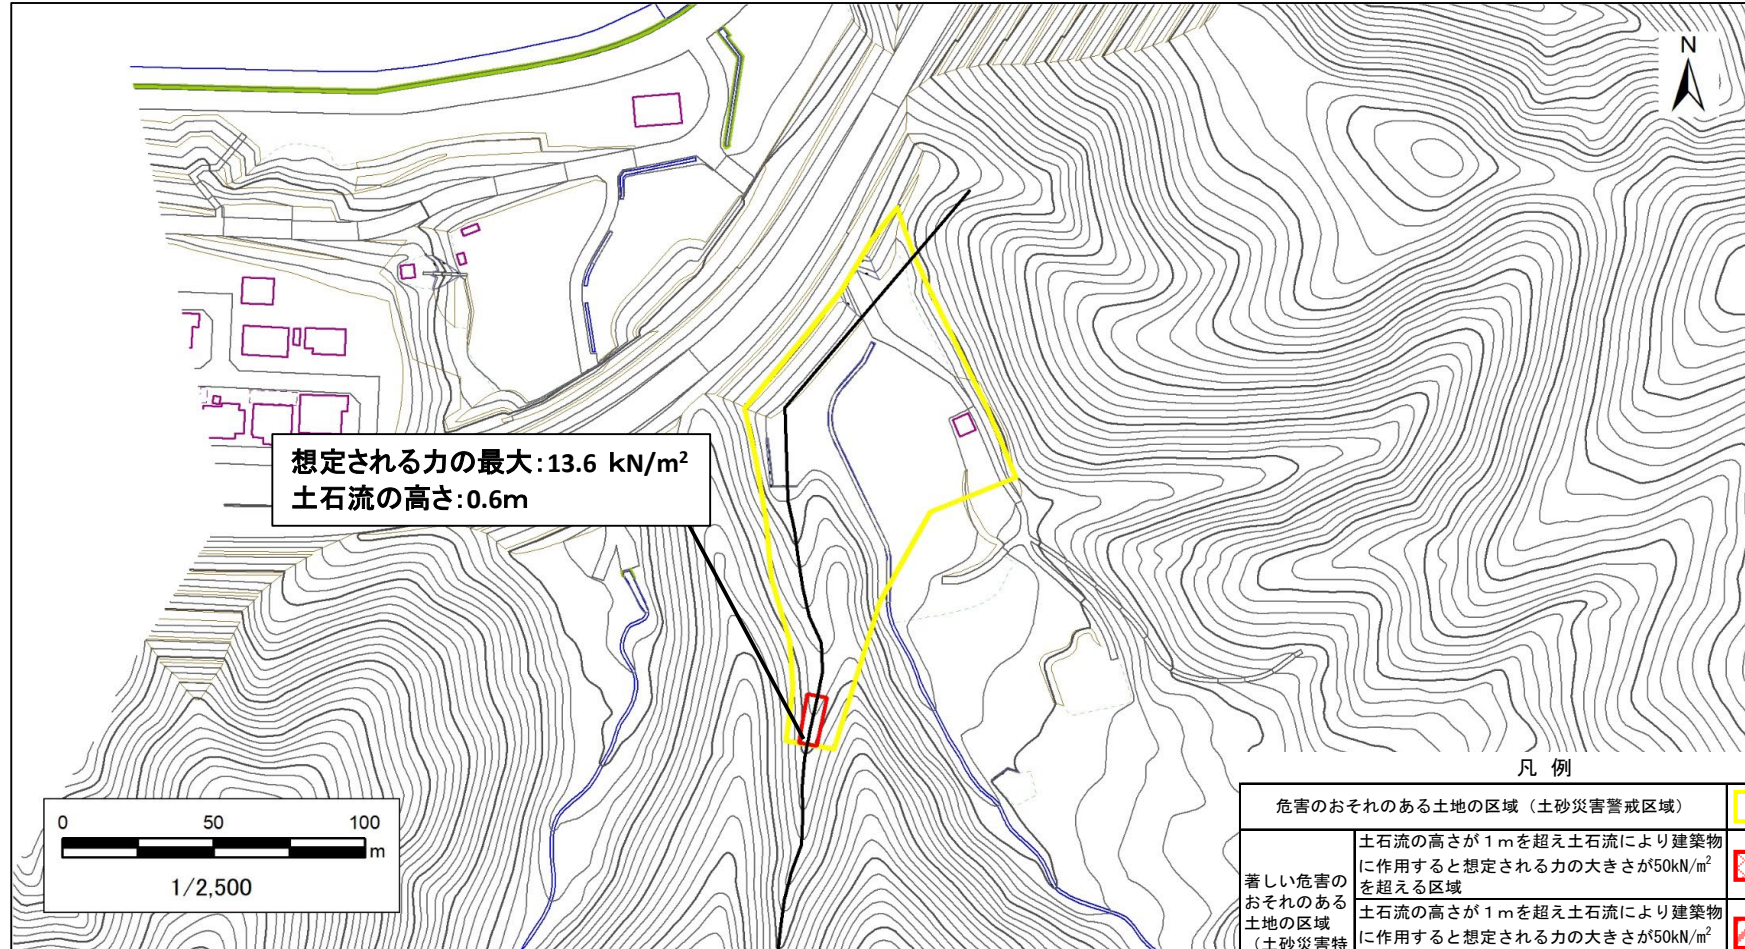 N
想定される力の最大:13.6 kN/m²
土石流の高さ:0.6m
0 50 100
m
1/2,500
凡 例
危害のおそれのある土地の区域（土砂災害警戒区域）
著しい危害の
おそれのある
土地の区域
（土砂災害特
土石流の高さが１ｍを超え土石流により建築物
に作用すると想定される力の大きさが50kN/m²
を超える区域
土石流の高さが１ｍを超え土石流により建築物
に作用すると想定される力の大きさが50kN/m²